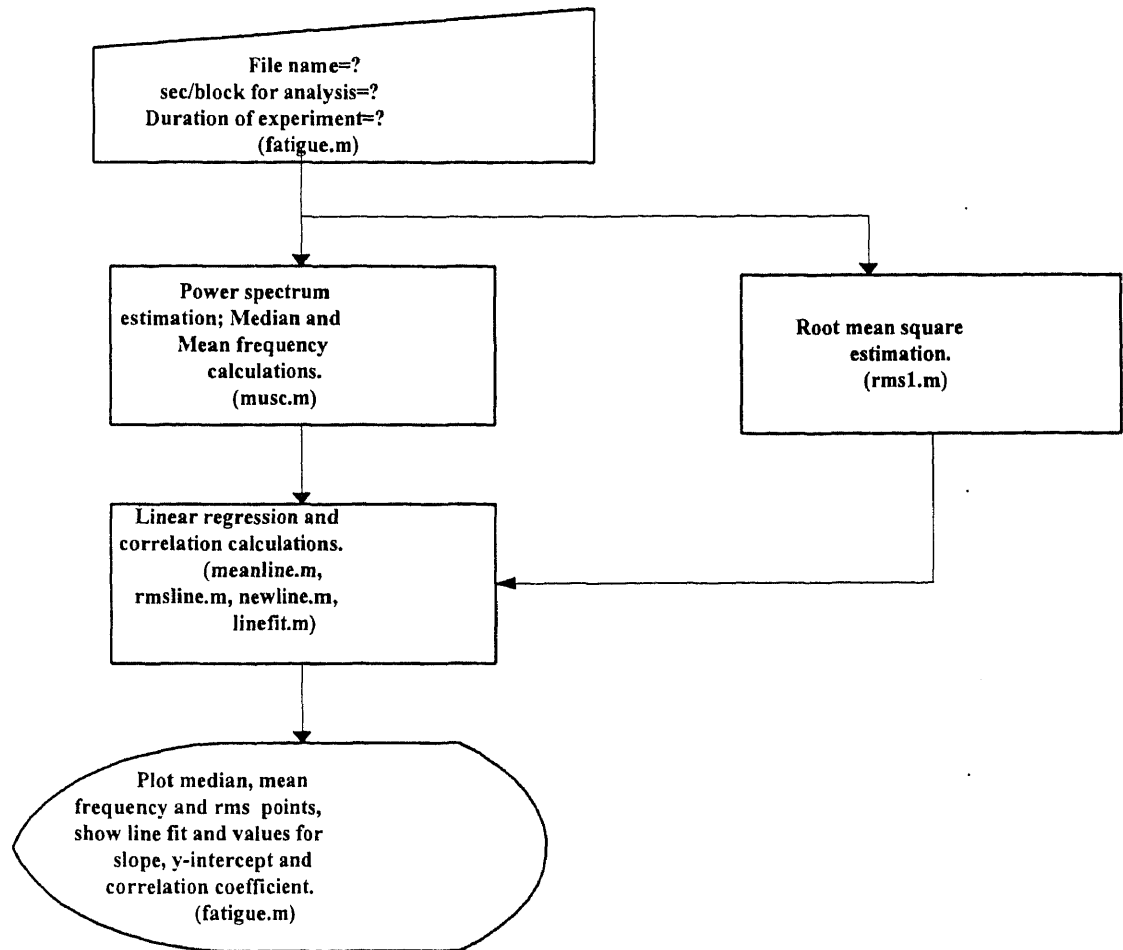 File name=?
sec/block for analysis=?
Duration of experiment=?
(fatigue.m)
Power spectrum
estimation; Median and
Mean frequency
calculations.
(musc.m)
Root mean square
estimation.
(rms1.m)
Linear regression and
correlation calculations.
(meanline.m,
rmsline.m, newline.m,
linefit.m)
Plot median, mean
frequency and rms points,
show line fit and values for
slope, y-intercept and
correlation coefficient.
(fatigue.m)